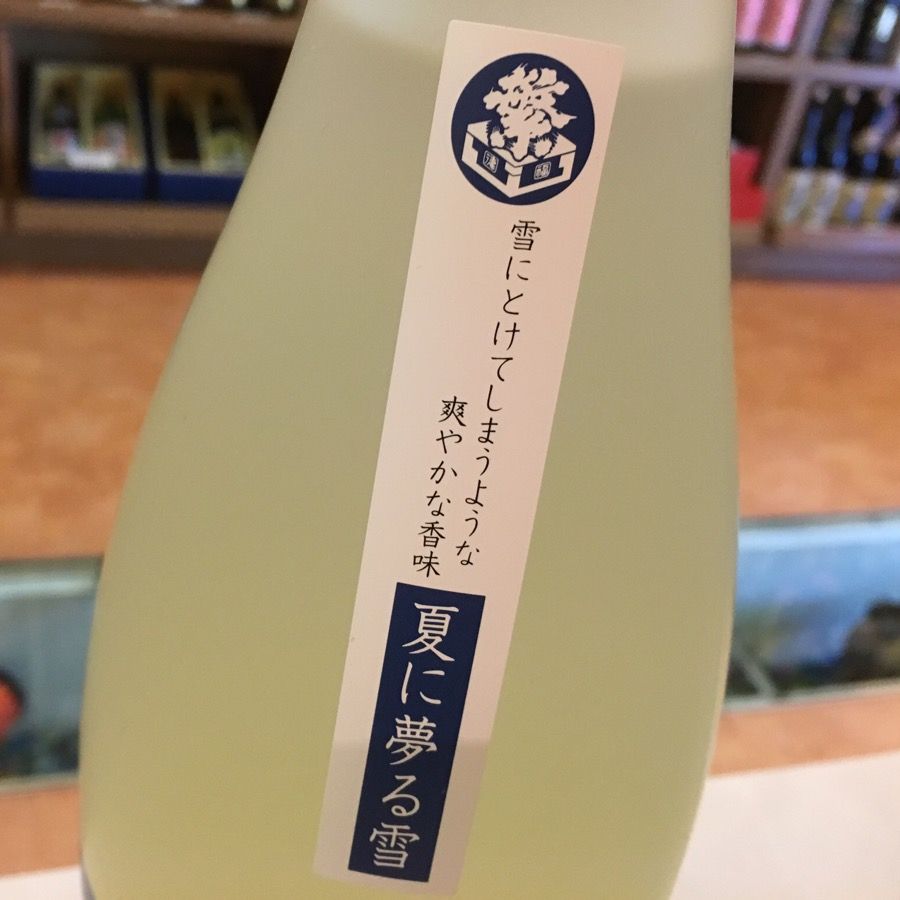 雪にとけてしまうような
爽やかな香味
夏に夢る雪